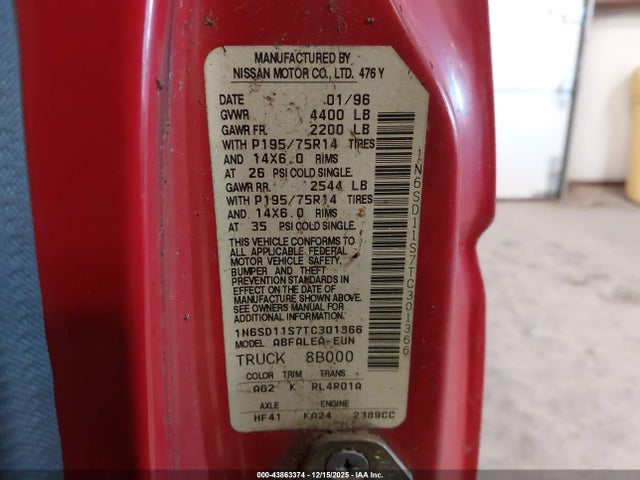 MANUFACTURED BY
NISSAN MOTOR CO., LTD. 476Y
DATE 01/96
GVWR 4400 LB
GAWR FR. 2200 LB
WITH P195/75R14 TIRES
AND 14X6.0 RIMS
AT 26 PSI COLD SINGLE.
GAWR RR. 2544 LB
WITH P195/75R14 TIRES
AND 14X6.0 RIMS
AT 35 PSI COLD SINGLE.
THIS VEHICLE CONFORMS TO
ALL APPLICABLE FEDERAL
MOTOR VEHICLE SAFETY,
BUMPER AND THEFT
PREVENTION STANDARDS IN
EFFECT ON THE DATE OF
MANUFACTURE SHOWN ABOVE.
SEE OWNERS MANUAL FOR
ADDITIONAL INFORMATION.
1N6SD11S7TC301366
MODEL ABFALEA-EUN
TRUCK 8B000
COLOR TRIM TRANS
AG2 K RL4R01A
AXLE ENGINE
HF41 KA24 2389CC
1N6SD11S7TC301366
000-43863374 - 12/15/2025 - IAA Inc.